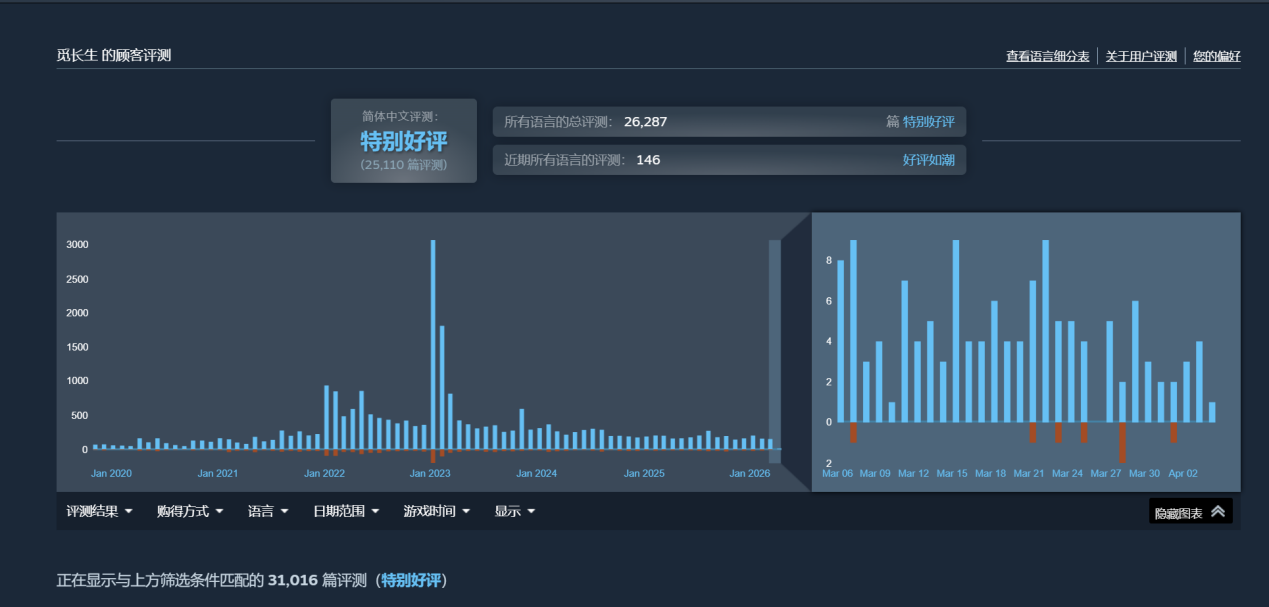 觅长生 的顾客评测
查看语言细分表 关于用户评测 您的偏好
简体中文评测:
特别好评
(25,110 篇评测)
所有语言的总评测: 26,287 篇 特别好评
近期所有语言的评测: 146 好评如潮
3000
2500
2000
1500
1000
500
0
Jan 2020 Jan 2021 Jan 2022 Jan 2023 Jan 2024 Jan 2025 Jan 2026
8
6
4
2
0
2
Mar 06 Mar 09 Mar 12 Mar 15 Mar 18 Mar 21 Mar 24 Mar 27 Mar 30 Apr 02
评测结果 购得方式 语言 日期范围 游戏时间 显示 隐藏图表
正在显示与上方筛选条件匹配的 31,016 篇评测(特别好评)